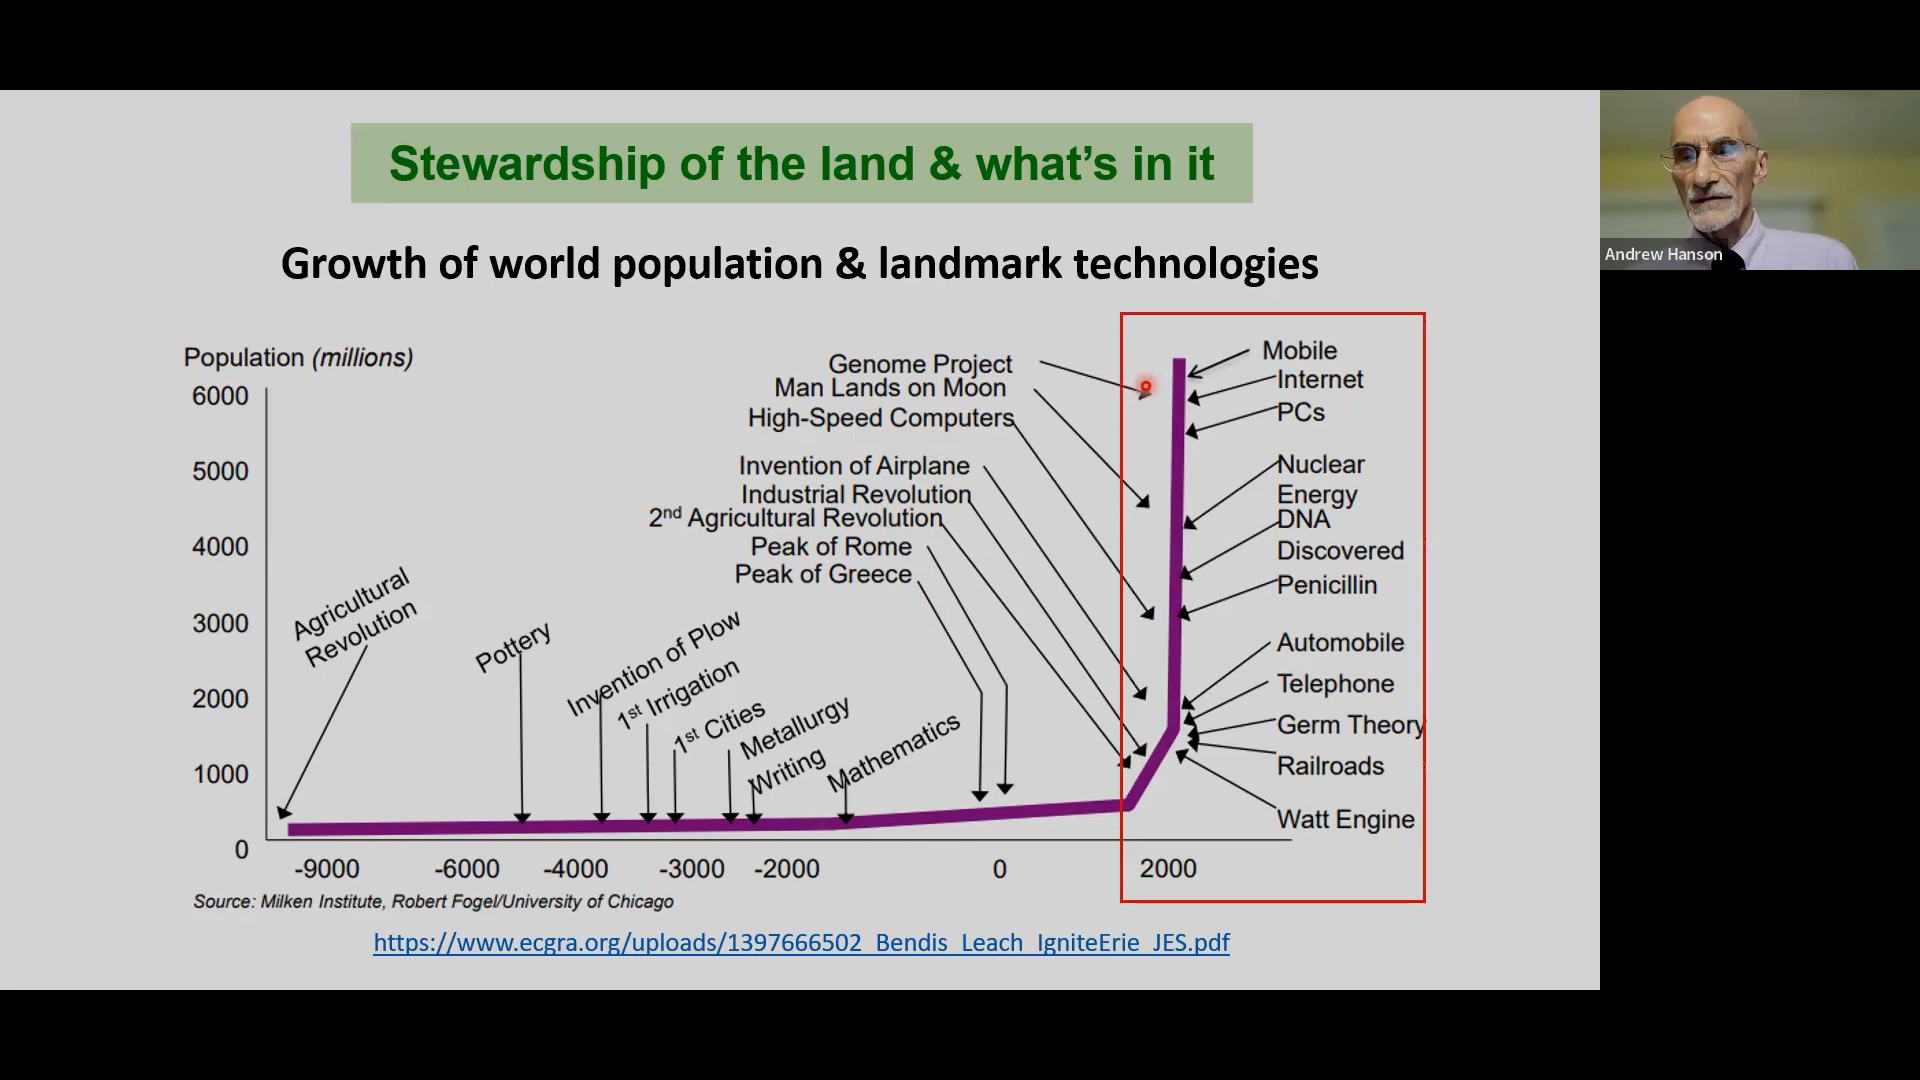 Stewardship of the land & what’s in it
Andrew Hanson
Growth of world population & landmark technologies
Population (millions)
6000
5000
4000
3000
2000
1000
0
Agricultural
Revolution
Pottery
Invention of Plow
1st Irrigation
1st Cities
Metallurgy
Writing
Mathematics
Genome Project
Man Lands on Moon
High-Speed Computers
Invention of Airplane
Industrial Revolution
2nd Agricultural Revolution
Peak of Rome
Peak of Greece
Mobile
Internet
PCs
Nuclear
Energy
DNA
Discovered
Penicillin
Automobile
Telephone
Germ Theory
Railroads
Watt Engine
-9000 -6000 -4000 -3000 -2000 0 2000
Source: Milken Institute, Robert Fogel/University of Chicago
https://www.ecgra.org/uploads/1397666502_Bendis_Leach_IgniteErie_JES.pdf